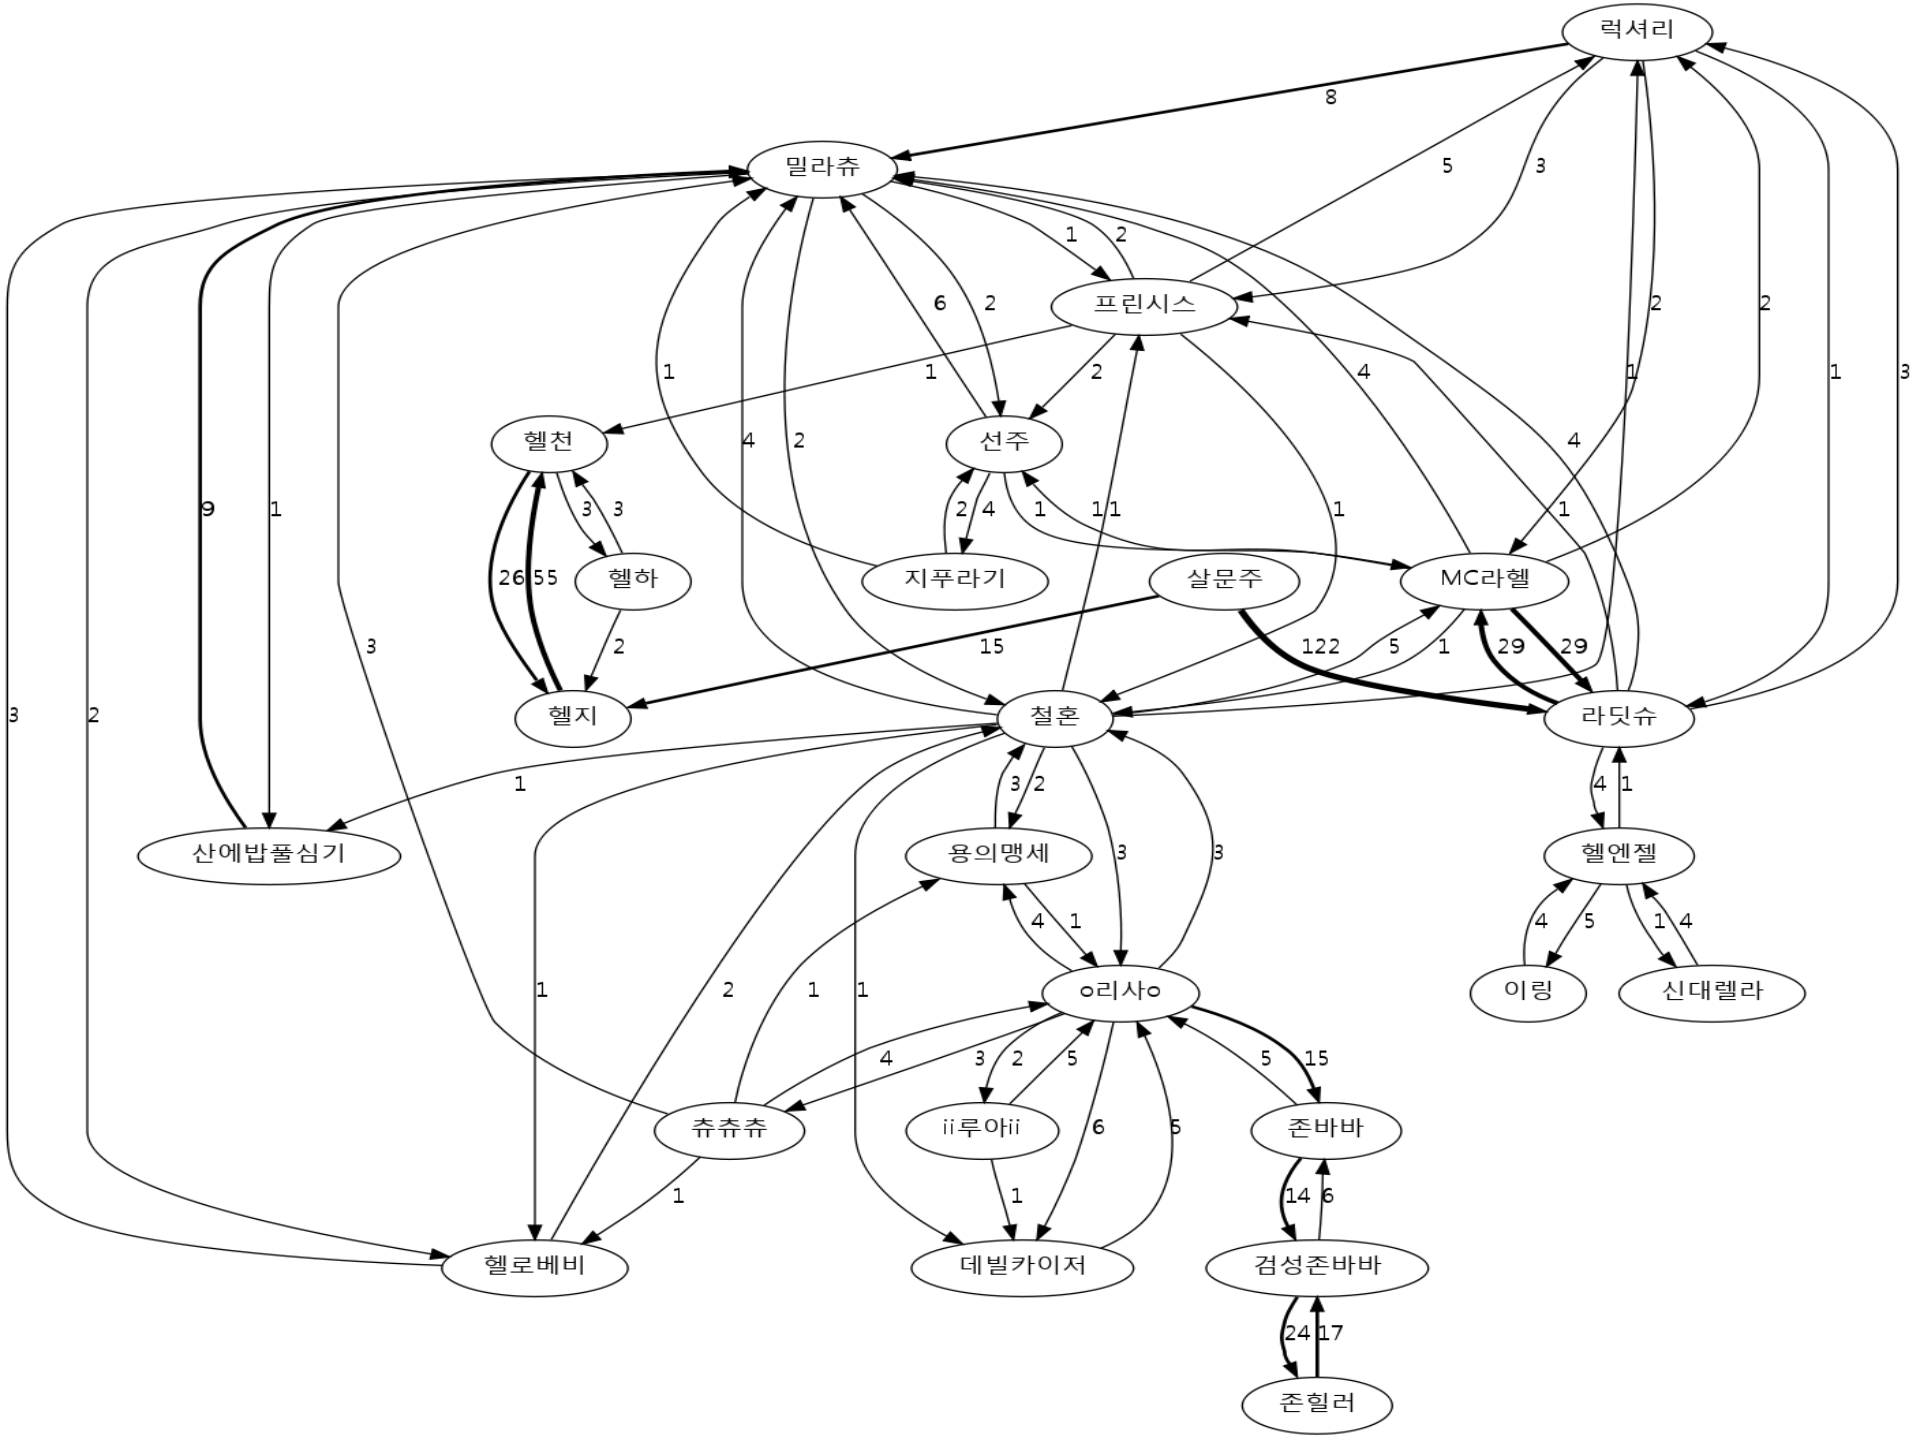 럭셔리
8
밀라츄
5
3
1
2
프린시스
6
2
2
2
1
1
2
1
1
3
4
헬천
선주
4
2
9
1
3
3
2
4
1
1
1
1
1
헬하
지푸라기
살문주
MC라헬
26
55
3
2
15
122
5
1
29
29
헬지
철혼
라딧슈
3
2
1
3
2
4
1
산에밥풀심기
용의맹세
헬엔젤
3
3
4
1
4
5
1
4
1
2
1
1
o리사o
이링
신대렐라
4
3
2
5
5
15
6
5
츄츄츄
ii루아ii
존바바
1
1
14
6
헬로베비
데빌카이저
검성존바바
24
17
존힐러